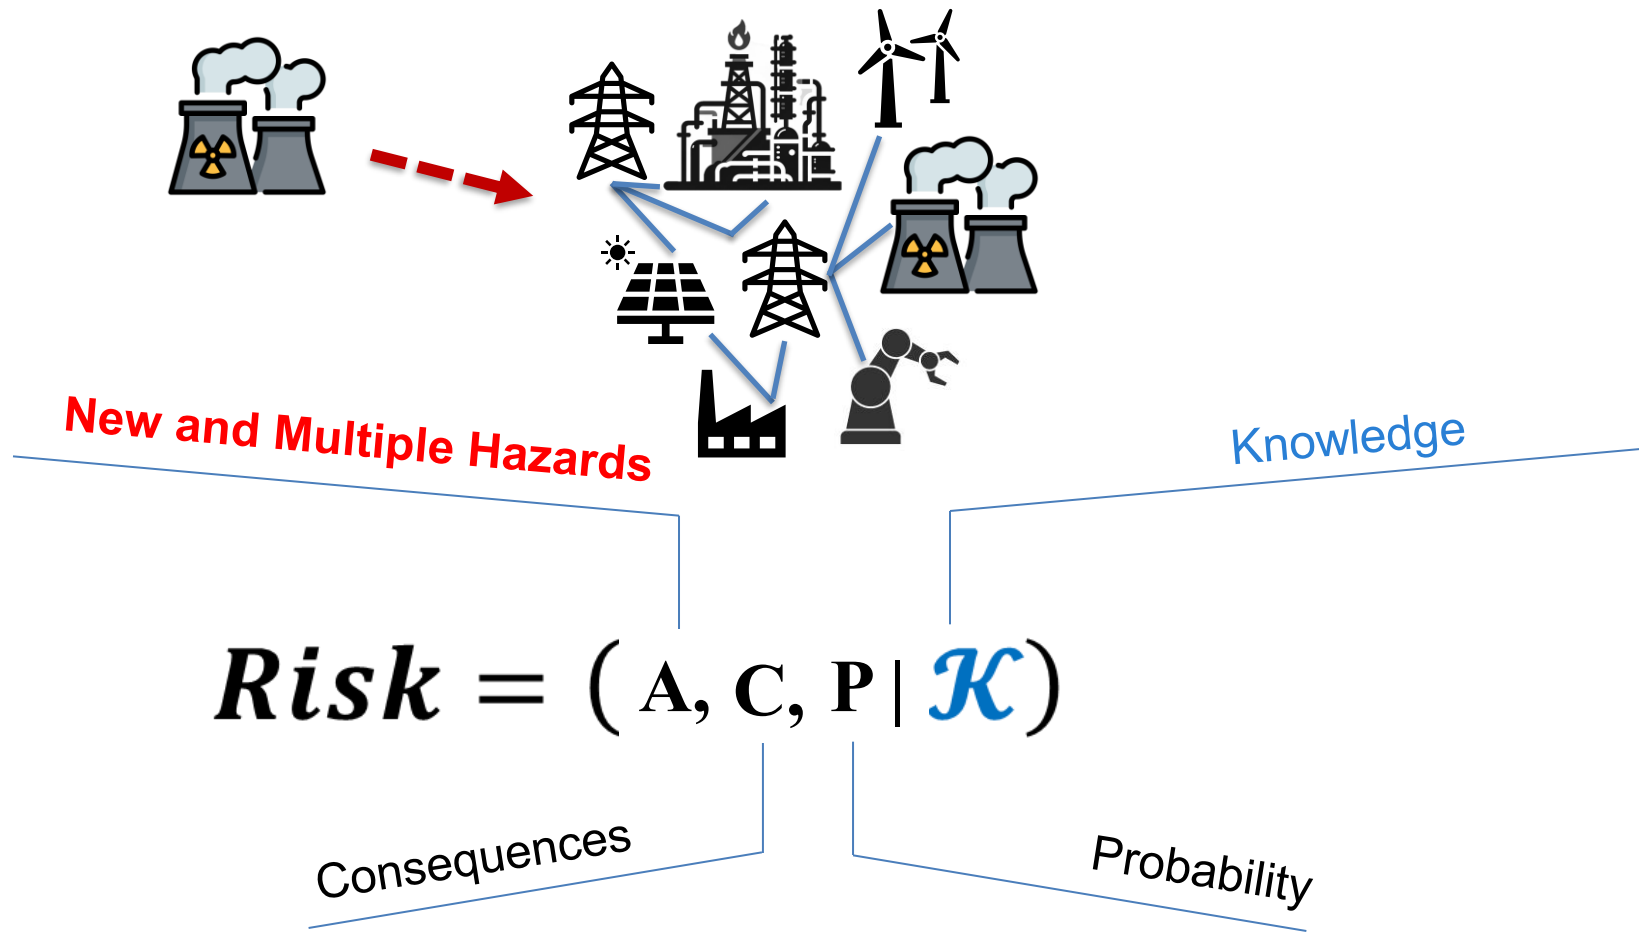 New and Multiple Hazards
Knowledge
Risk = ( A, C, P | 𝒦 )
Consequences
Probability